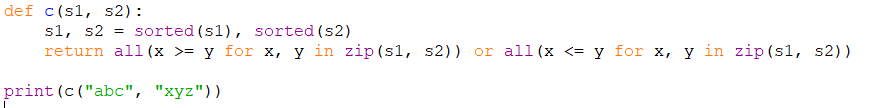 def c(s1, s2):
    s1, s2 = sorted(s1), sorted(s2)
    return all(x >= y for x, y in zip(s1, s2)) or all(x <= y for x, y in zip(s1, s2))

print(c("abc", "xyz"))